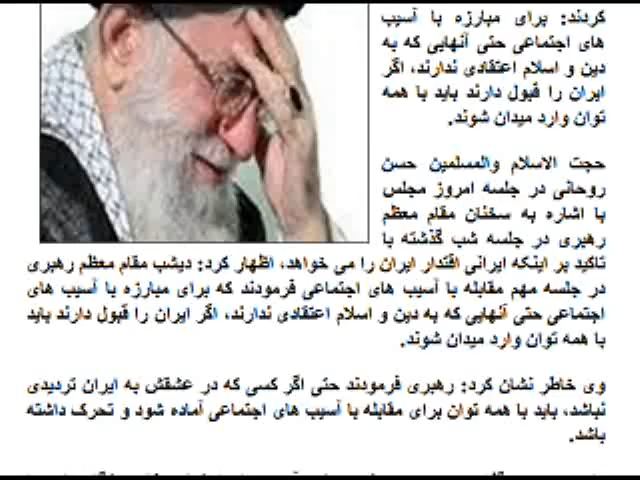 کردند: برای مبارزه با آسیب
های اجتماعی حتی آنهایی که به
دین و اسلام اعتقادی ندارند، اگر
ایران را قبول دارند باید با همه
توان وارد میدان شوند.
حجت الاسلام والمسلمین حسن
روحانی در جلسه امروز مجلس
با اشاره به سخنان مقام معظم
رهبری در جلسه شب گذشته با
تاکید بر اینکه ایرانی اقتدار ایران را می خواهد، اظهار کرد: دیشب مقام معظم رهبری
در جلسه مهم مقابله با آسیب های اجتماعی فرمودند که برای مبارزه با آسیب های
اجتماعی حتی آنهایی که به دین و اسلام اعتقادی ندارند، اگر ایران را قبول دارند باید
با همه توان وارد میدان شوند.
وی خاطر نشان کرد: رهبری فرمودند حتی اگر کسی که در عشقش به ایران تردیدی
نباشد، باید با همه توان برای مقابله با آسیب های اجتماعی آماده شود و تحرک داشته
باشد.